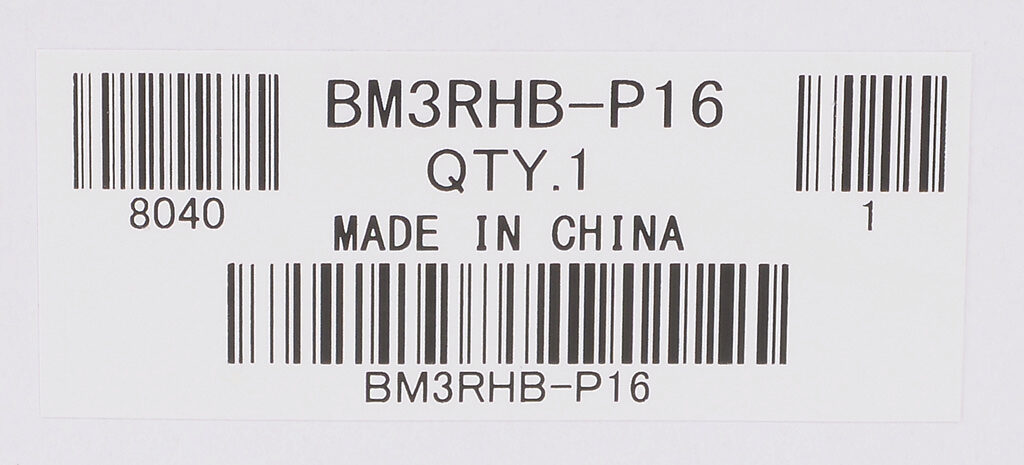 BM3RHB-P16
QTY.1
8040
1
MADE IN CHINA
BM3RHB-P16